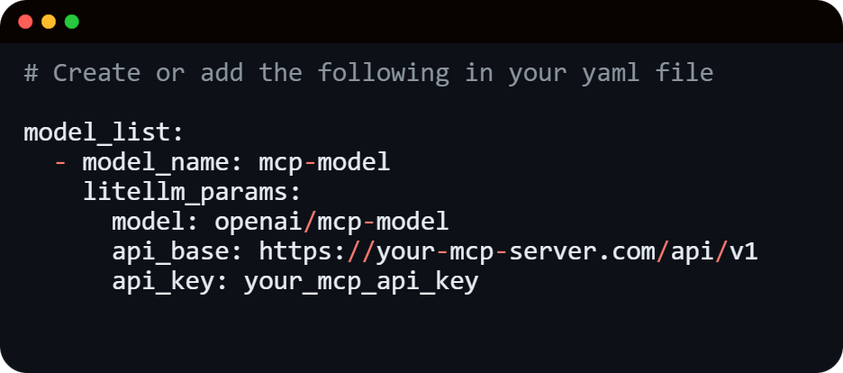 # Create or add the following in your yaml file
model_list:
  - model_name: mcp-model
    litellm_params:
      model: openai/mcp-model
      api_base: https://your-mcp-server.com/api/v1
      api_key: your_mcp_api_key